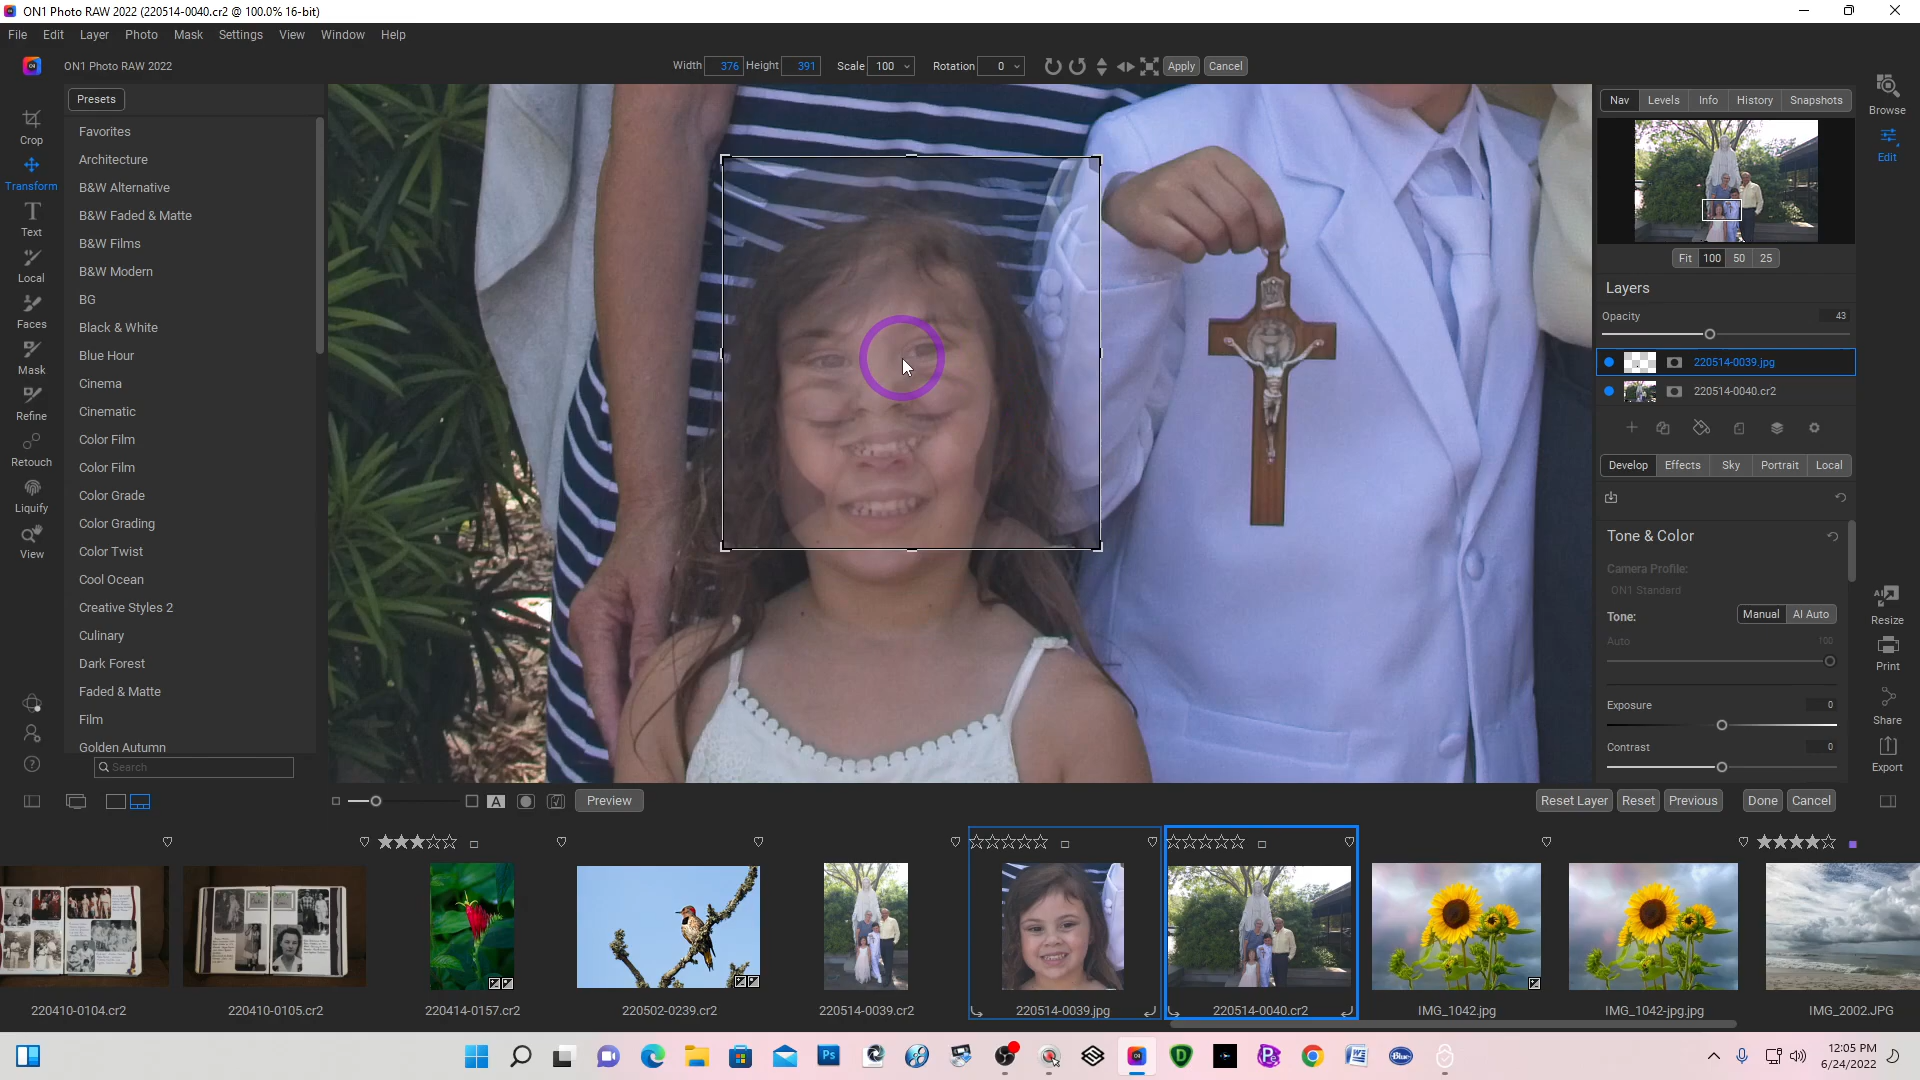 ON1 Photo RAW 2022 (220514-0040.cr2 @ 100.0% 16-bit)
File Edit Layer Photo Mask Settings View Window Help
ON1 Photo RAW 2022
Width 376 Height 391 Scale 100 Rotation 0 Apply Cancel
Presets
Favorites
Architecture
B&W Alternative
B&W Faded & Matte
B&W Films
B&W Modern
BG
Black & White
Blue Hour
Cinema
Cinematic
Color Film
Color Film
Color Grade
Color Grading
Color Twist
Cool Ocean
Creative Styles 2
Culinary
Dark Forest
Faded & Matte
Film
Golden Autumn
Search
Crop
Transform
Text
Local
Faces
Mask
Refine
Retouch
Liquify
View
Nav Levels Info History Snapshots
Fit 100 50 25
Layers
Opacity 43
220514-0039.jpg
220514-0040.cr2
Develop Effects Sky Portrait Local
Tone & Color
Camera Profile:
ON1 Standard
Tone: Manual AI Auto
Auto 100
Exposure 0
Contrast 0
Browse
Edit
AI
Resize
Print
Share
Export
A Preview
Reset Layer Reset Previous Done Cancel
220410-0104.cr2
220410-0105.cr2
220414-0157.cr2
220502-0239.cr2
220514-0039.cr2
220514-0039.jpg
220514-0040.cr2
IMG_1042.jpg
IMG_1042-jpg.jpg
IMG_2002.JPG
Ps
12:05 PM
6/24/2022